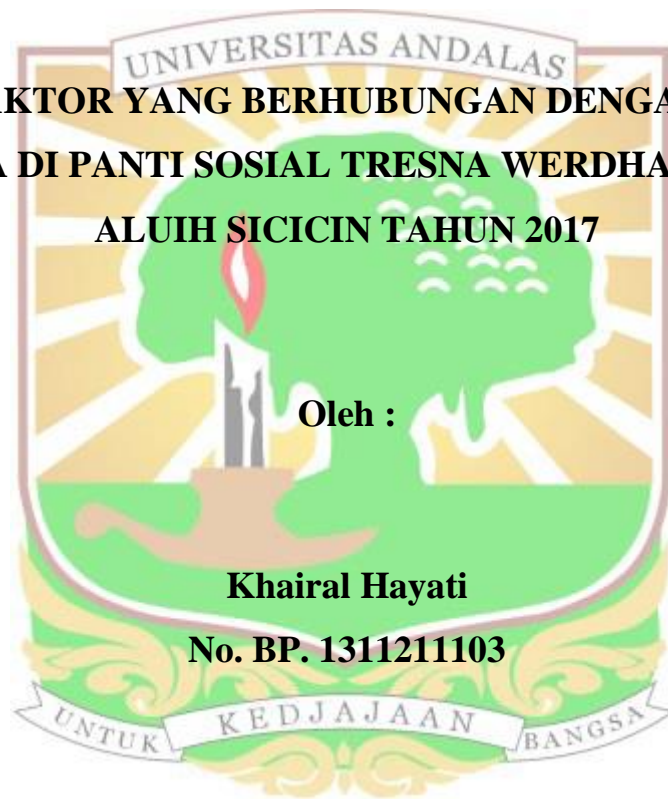 UNIVERSITAS ANDALAS
AKTOR YANG BERHUBUNGAN DENGA
A DI PANTI SOSIAL TRESNA WERDHA
ALUIH SICICIN TAHUN 2017
Oleh :
Khairal Hayati
No. BP. 1311211103
UNTUK KEDJAJAAN BANGSA